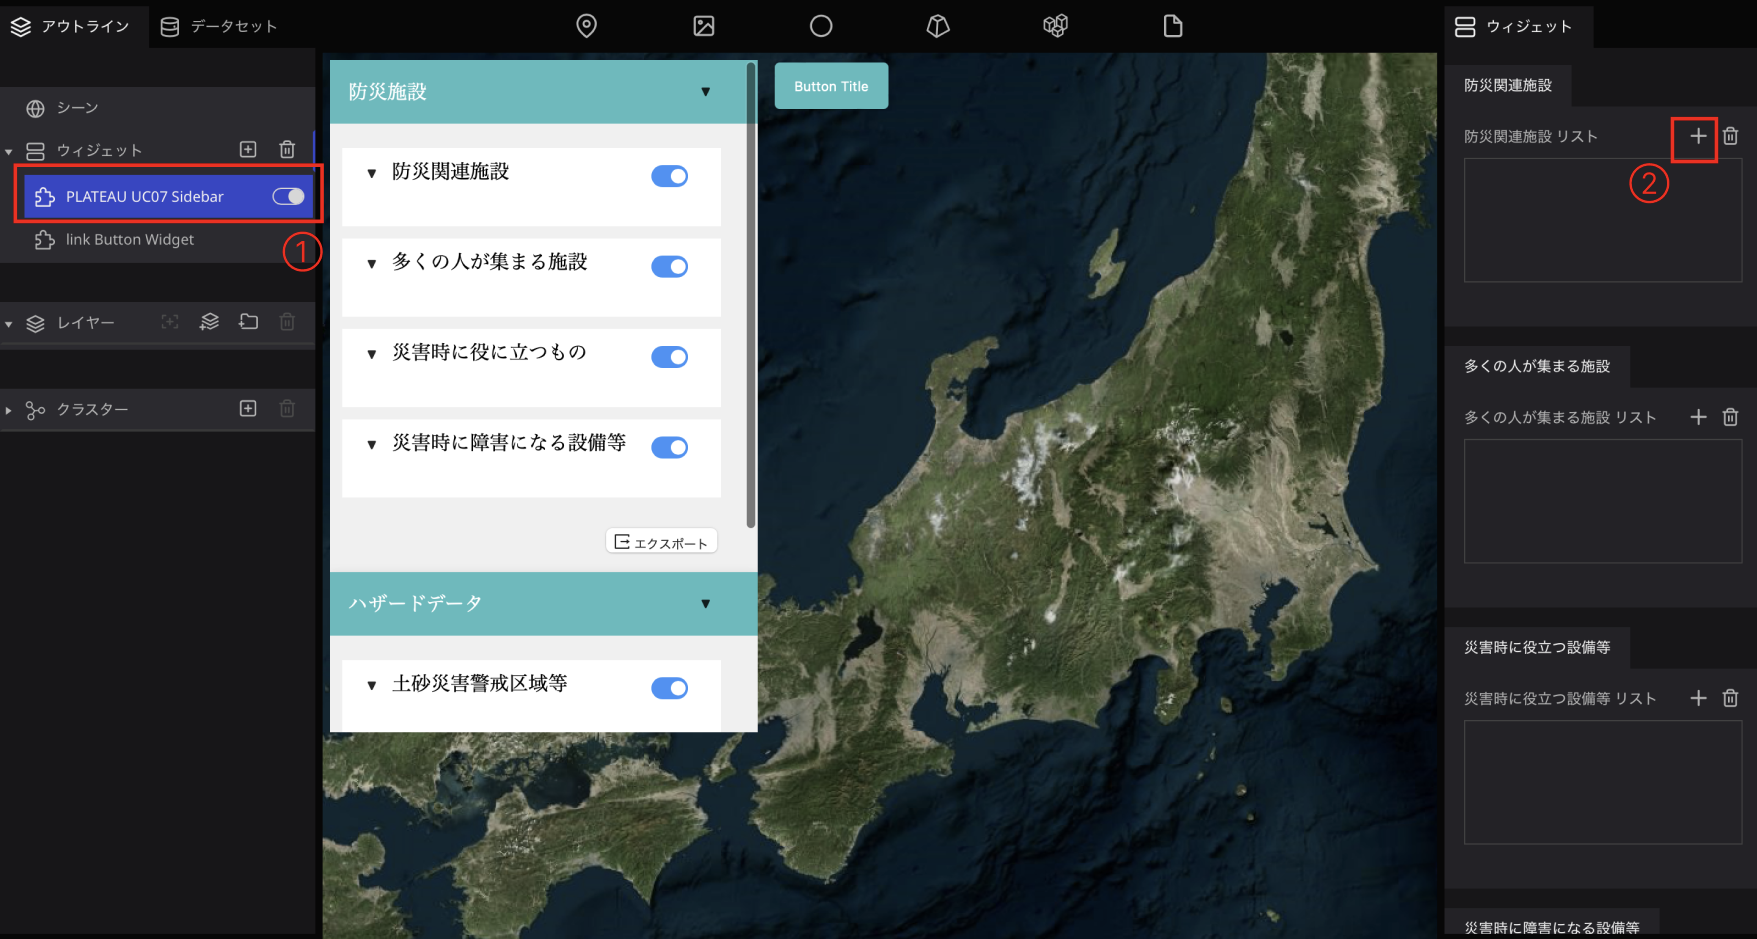 アウトライン
データセット
シーン
ウィジェット
PLATEAU UC07 Sidebar
①
link Button Widget
レイヤー
クラスター
防災施設
▼
Button Title
▼ 防災関連施設
▼ 多くの人が集まる施設
▼ 災害時に役に立つもの
▼ 災害時に障害になる設備等
エクスポート
ハザードデータ
▼
▼ 土砂災害警戒区域等
ウィジェット
防災関連施設
防災関連施設 リスト
②
多くの人が集まる施設
多くの人が集まる施設 リスト
災害時に役立つ設備等
災害時に役立つ設備等 リスト
災害時に障害になる設備等